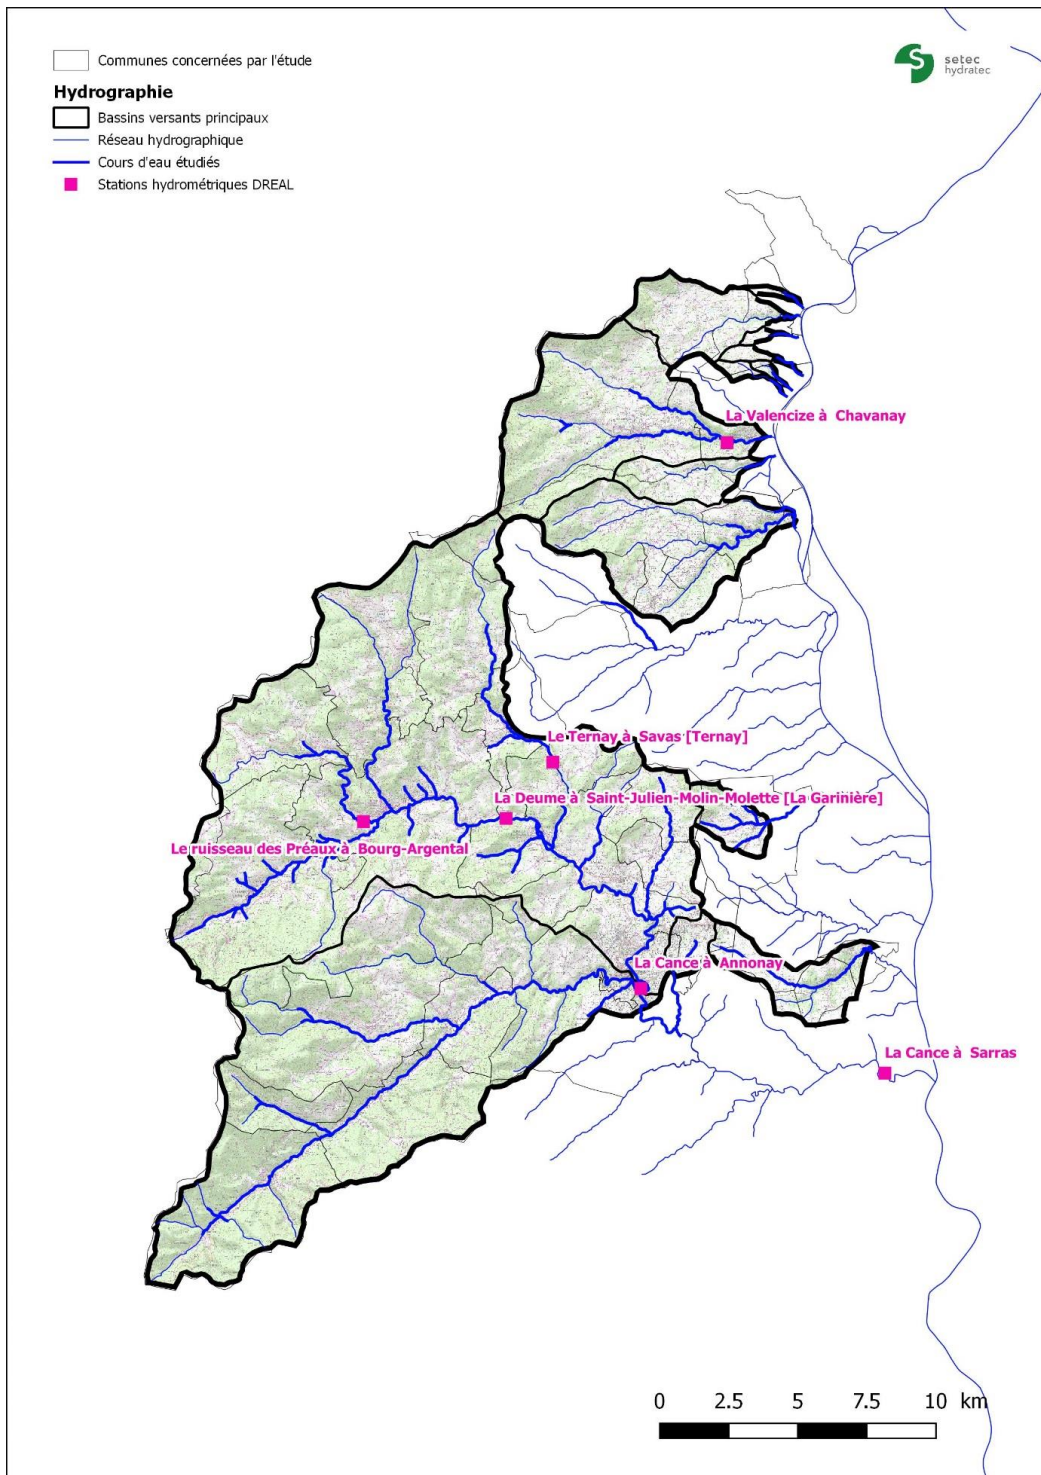 Communes concernées par l'étude
Hydrographie
Bassins versants principaux
Réseau hydrographique
Cours d'eau étudiés
Stations hydrométriques DREAL
setec
hydratec
La Valencize à Chavanay
Le Ternay à Savas [Ternay]
La Deume à Saint-Julien-Molin-Molette [La Garinière]
Le ruisseau des Préaux à Bourg-Argental
La Cance à Annonay
La Cance à Sarras
0 2.5 5 7.5 10 km